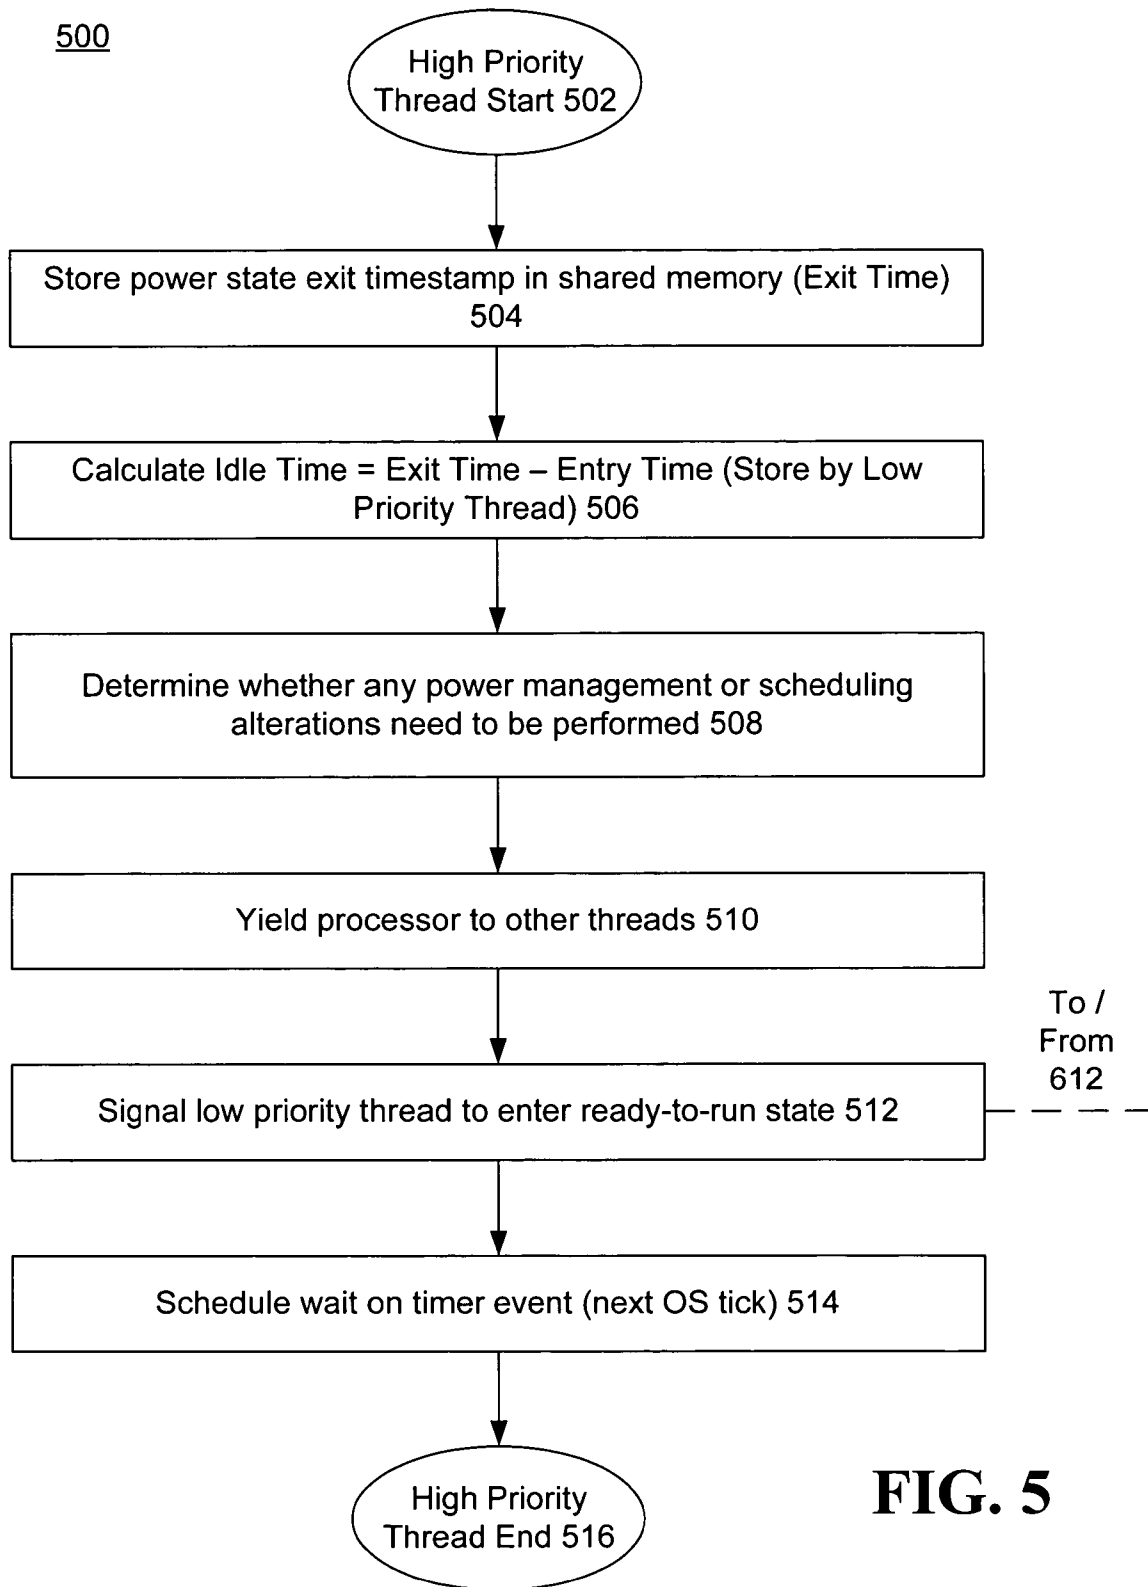 500
High Priority
Thread Start 502
Store power state exit timestamp in shared memory (Exit Time)
504
Calculate Idle Time = Exit Time – Entry Time (Store by Low
Priority Thread) 506
Determine whether any power management or scheduling
alterations need to be performed 508
Yield processor to other threads 510
To /
From
612
Signal low priority thread to enter ready-to-run state 512
Schedule wait on timer event (next OS tick) 514
High Priority
Thread End 516
FIG. 5